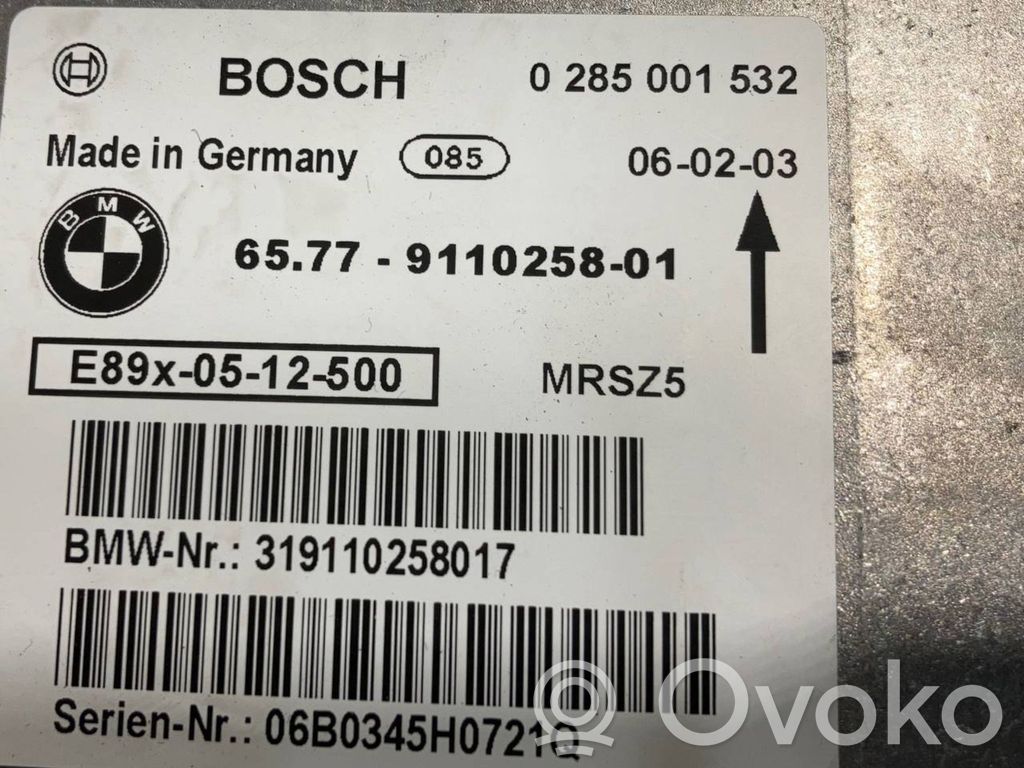 BOSCH 0 285 001 532
Made in Germany 085 06-02-03
BMW
65.77 - 9110258-01
E89x-05-12-500 MRSZ5
BMW-Nr.: 319110258017
Serien-Nr.: 06B0345H0721Q
Ovoko